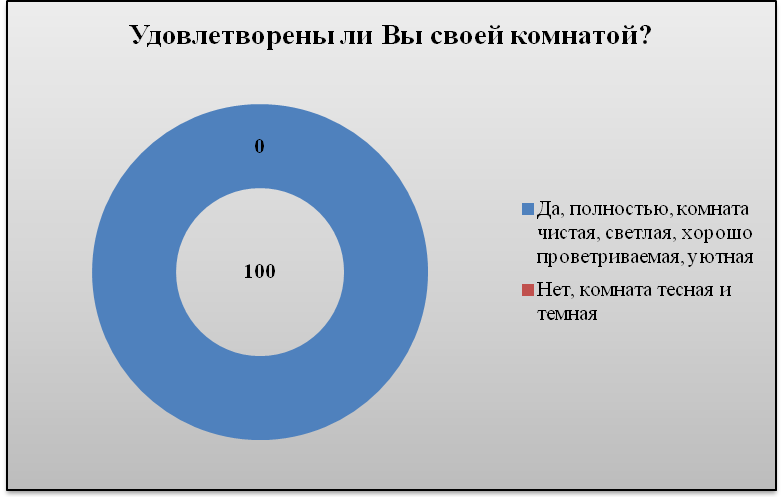 Удовлетворены ли Вы своей комнатой?
0
100
Да, полностью, комната
чистая, светлая, хорошо
проветриваемая, уютная
Нет, комната тесная и
темная